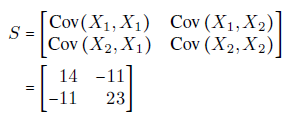 S = [Cov(X₁, X₁) Cov(X₁, X₂)
Cov(X₂, X₁) Cov(X₂, X₂)]
= [14 −11
−11 23]